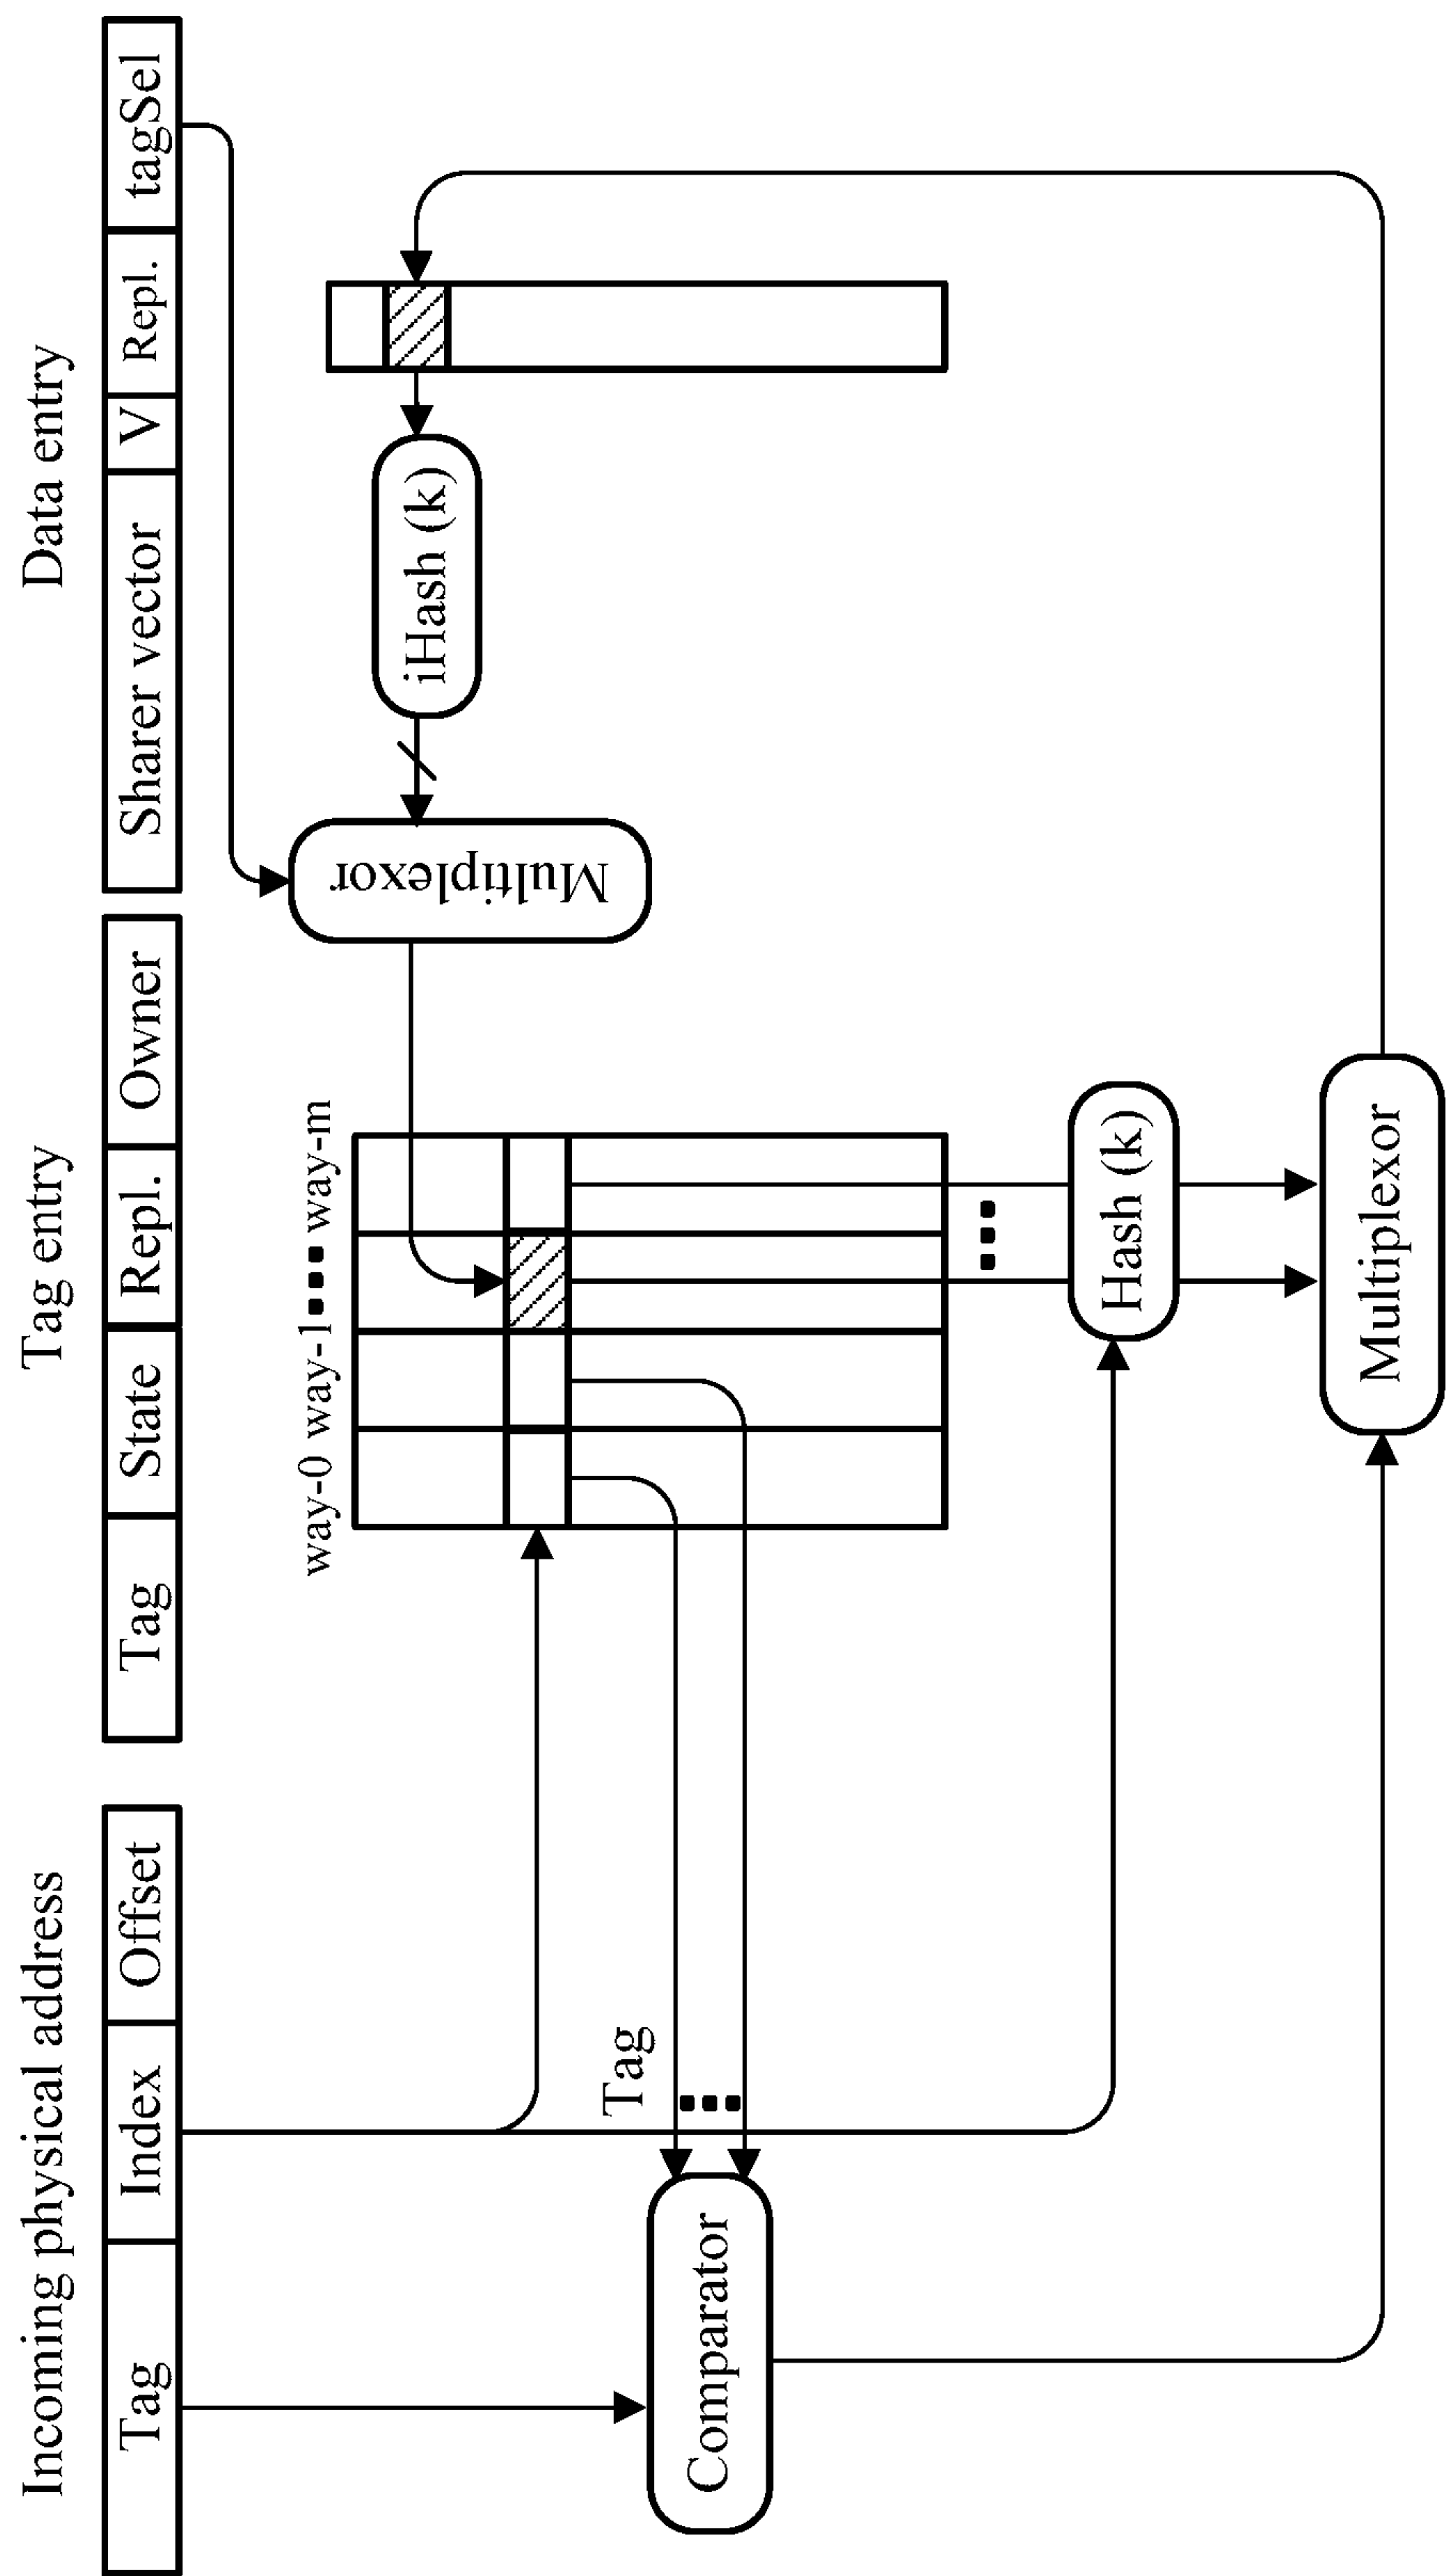 Incoming physical address
Tag entry
Data entry
Tag
Index
Offset
Tag
State
Repl.
Owner
Sharer vector
V
Repl.
tagSel
way-0 way-1 way-m
Multiplexor
iHash (k)
Tag
Comparator
Hash (k)
Multiplexor